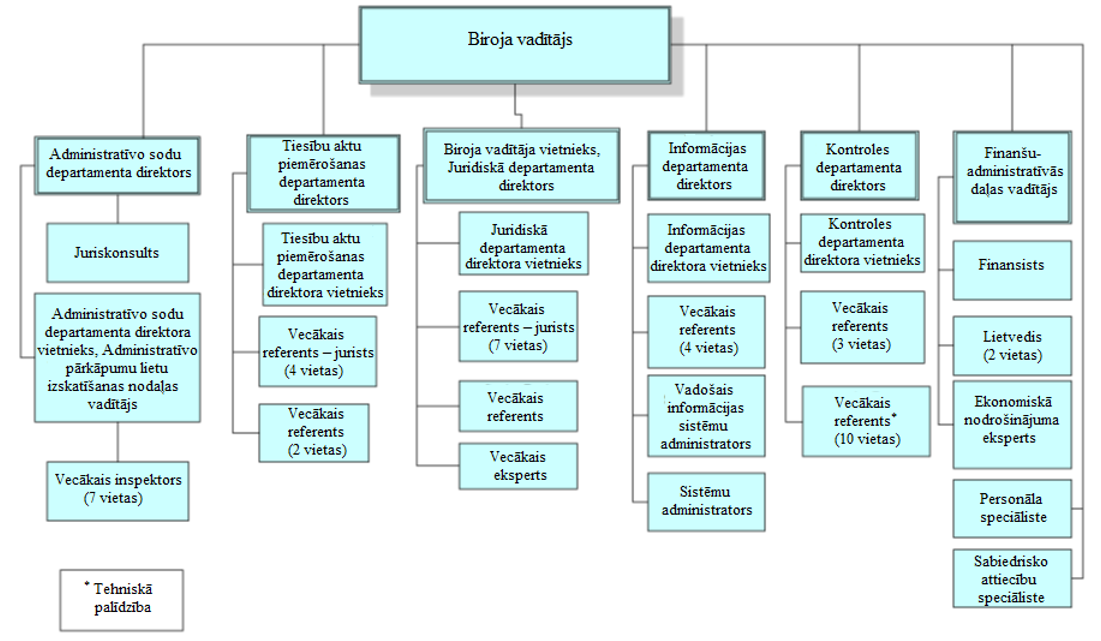 Biroja vadītājs
Administratīvo sodu
departamenta direktors
Juriskonsults
Administratīvo sodu
departamenta direktora
vietnieks, Administratīvo
pārkāpumu lietu
izskatīšanas nodaļas
vadītājs
Vecākais inspektors
(7 vietas)
Tiesību aktu
piemērošanas
departamenta
direktors
Tiesību aktu
piemērošanas
departamenta
direktora vietnieks
Vecākais
referents – jurists
(4 vietas)
Vecākais
referents
(2 vietas)
Biroja vadītāja vietnieks,
Juridiskā departamenta
direktors
Juridiskā
departamenta
direktora vietnieks
Vecākais
referents – jurists
(7 vietas)
Vecākais
referents
Vecākais
eksperts
Informācijas
departamenta
direktors
Informācijas
departamenta
direktora vietnieks
Vecākais
referents
(4 vietas)
Vadošais
informācijas
sistēmu
administrators
Sistēmu
administrators
Kontroles
departamenta
direktors
Kontroles
departamenta
direktora vietnieks
Vecākais
referents
(3 vietas)
Vecākais
referents*
(10 vietas)
Finanšu-
administratīvās
daļas vadītājs
Finansists
Lietvedis
(2 vietas)
Ekonomiskā
nodrošinājuma
eksperts
Personāla
speciāliste
Sabiedrisko
attiecību
speciāliste
* Tehniskā
palīdzība